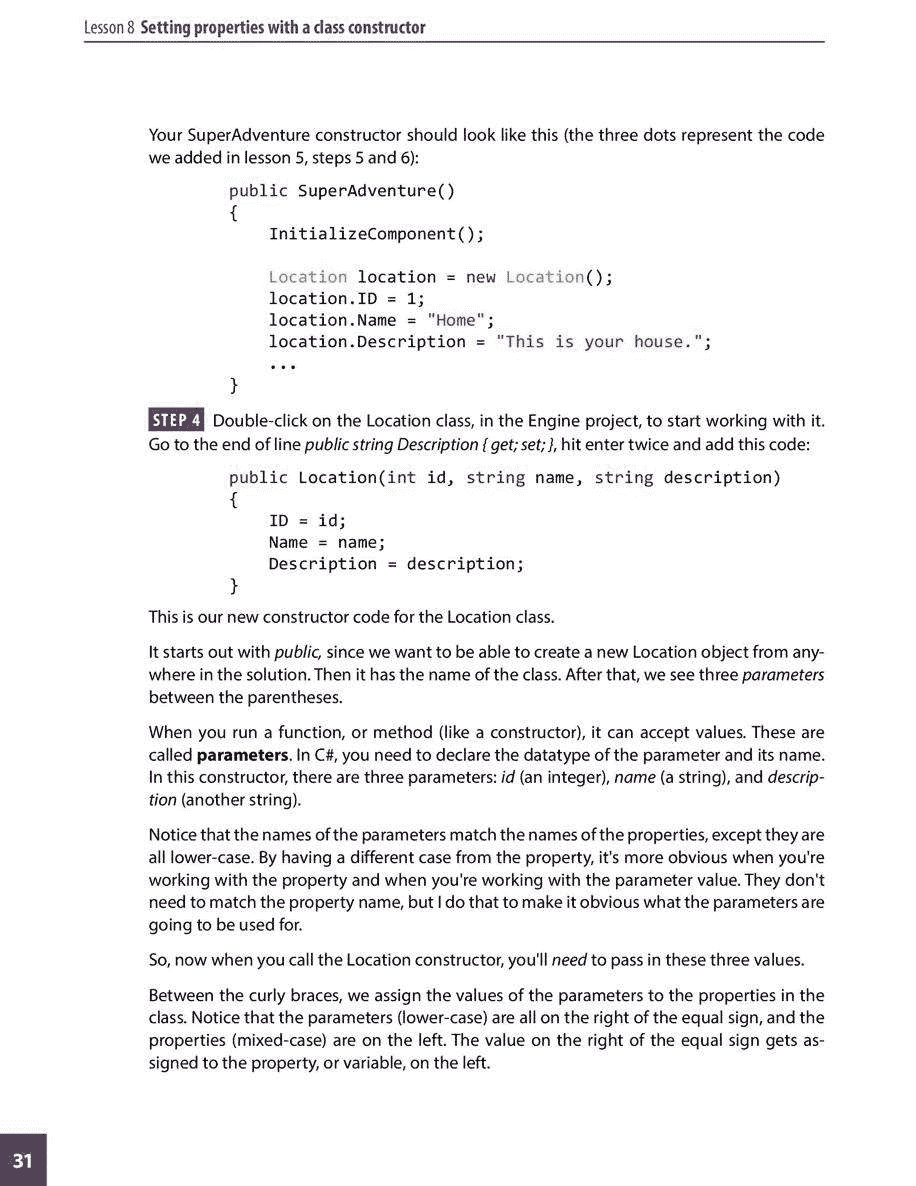 Lesson 8 Setting properties with a class constructor
Your SuperAdventure constructor should look like this (the three dots represent the code
we added in lesson 5, steps 5 and 6):
public SuperAdventure()
{
InitializeComponent();
Location location = new Location();
location.ID = 1;
location.Name = "Home";
location.Description = "This is your house.";
...
}
STEP 4 Double-click on the Location class, in the Engine project, to start working with it.
Go to the end of line public string Description { get; set; }, hit enter twice and add this code:
public Location(int id, string name, string description)
{
ID = id;
Name = name;
Description = description;
}
This is our new constructor code for the Location class.
It starts out with public, since we want to be able to create a new Location object from any-
where in the solution. Then it has the name of the class. After that, we see three parameters
between the parentheses.
When you run a function, or method (like a constructor), it can accept values. These are
called parameters. In C#, you need to declare the datatype of the parameter and its name.
In this constructor, there are three parameters: id (an integer), name (a string), and descrip-
tion (another string).
Notice that the names of the parameters match the names of the properties, except they are
all lower-case. By having a different case from the property, it's more obvious when you're
working with the property and when you're working with the parameter value. They don't
need to match the property name, but I do that to make it obvious what the parameters are
going to be used for.
So, now when you call the Location constructor, you'll need to pass in these three values.
Between the curly braces, we assign the values of the parameters to the properties in the
class. Notice that the parameters (lower-case) are all on the right of the equal sign, and the
properties (mixed-case) are on the left. The value on the right of the equal sign gets as-
signed to the property, or variable, on the left.
31